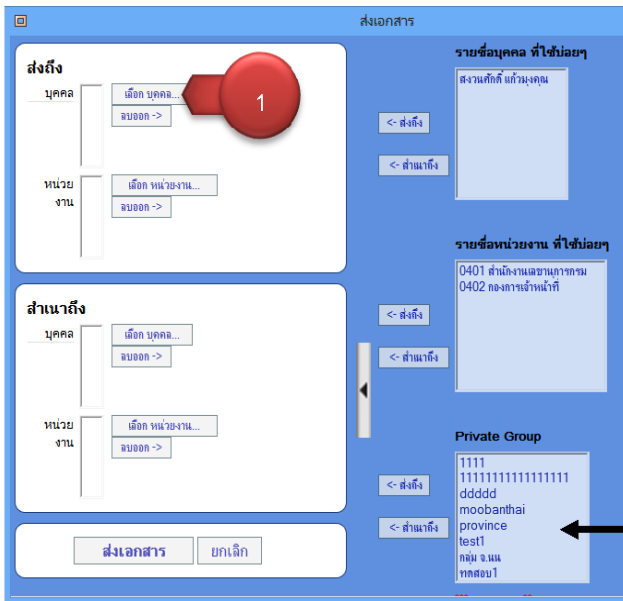 ส่งเอกสาร
ส่งถึง
บุคคล
เลือก บุคคล...
ลบออก ->
1
หน่วย
งาน
เลือก หน่วยงาน...
ลบออก ->
สำเนาถึง
บุคคล
เลือก บุคคล...
ลบออก ->
หน่วย
งาน
เลือก หน่วยงาน...
ลบออก ->
ส่งเอกสาร
ยกเลิก
รายชื่อบุคคล ที่ใช้บ่อยๆ
สงวนศักดิ์ แก้วมุงคุณ
<- ส่งถึง
<- สำเนาถึง
รายชื่อหน่วยงาน ที่ใช้บ่อยๆ
0401 สำนักงานเลขานุการกรม
0402 กองการเจ้าหน้าที่
<- ส่งถึง
<- สำเนาถึง
Private Group
1111
11111111111111111
ddddd
moobanthai
province
test1
กลุ่ม จ.นน
ทดสอบ1
<- ส่งถึง
<- สำเนาถึง